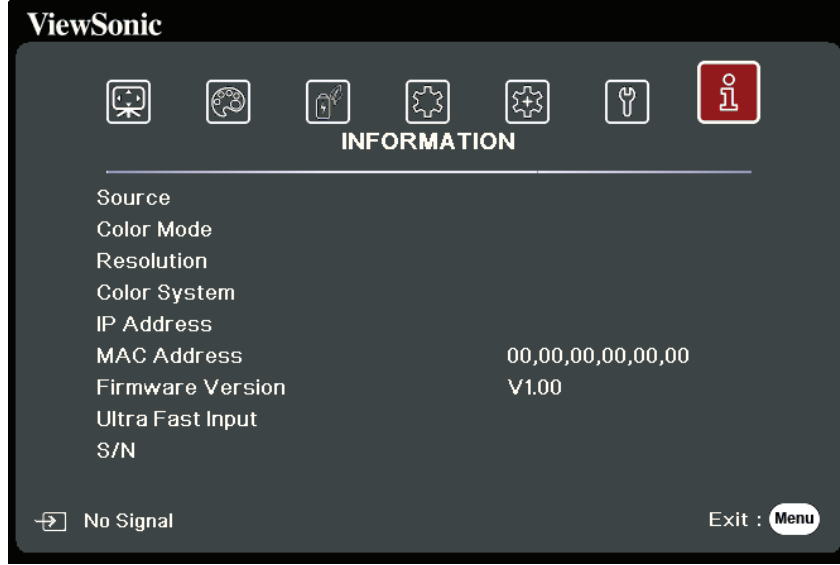 ViewSonic
INFORMATION
Source
Color Mode
Resolution
Color System
IP Address
MAC Address 00,00,00,00,00,00
Firmware Version V1.00
Ultra Fast Input
S/N
No Signal Exit : Menu